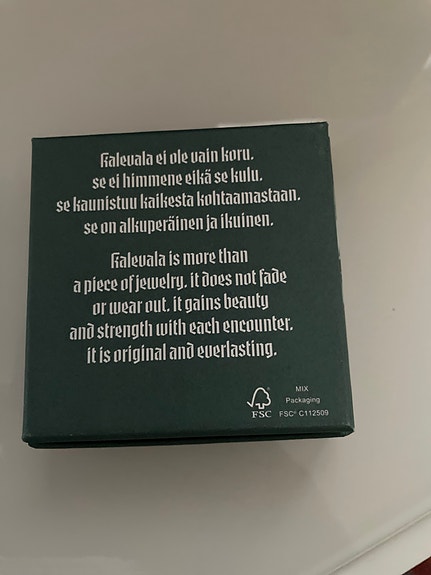 Kalevala ei ole vain koru,
se ei himmene eikä se kulu,
se kaunistuu kaikesta kohtaamastaan.
se on alkuperäinen ja ikuinen.
Kalevala is more than
a piece of jewelry, it does not fade
or wear out, it gains beauty
and strength with each encounter.
it is original and everlasting.
MIX
Packaging
FSC® FSC® C112509